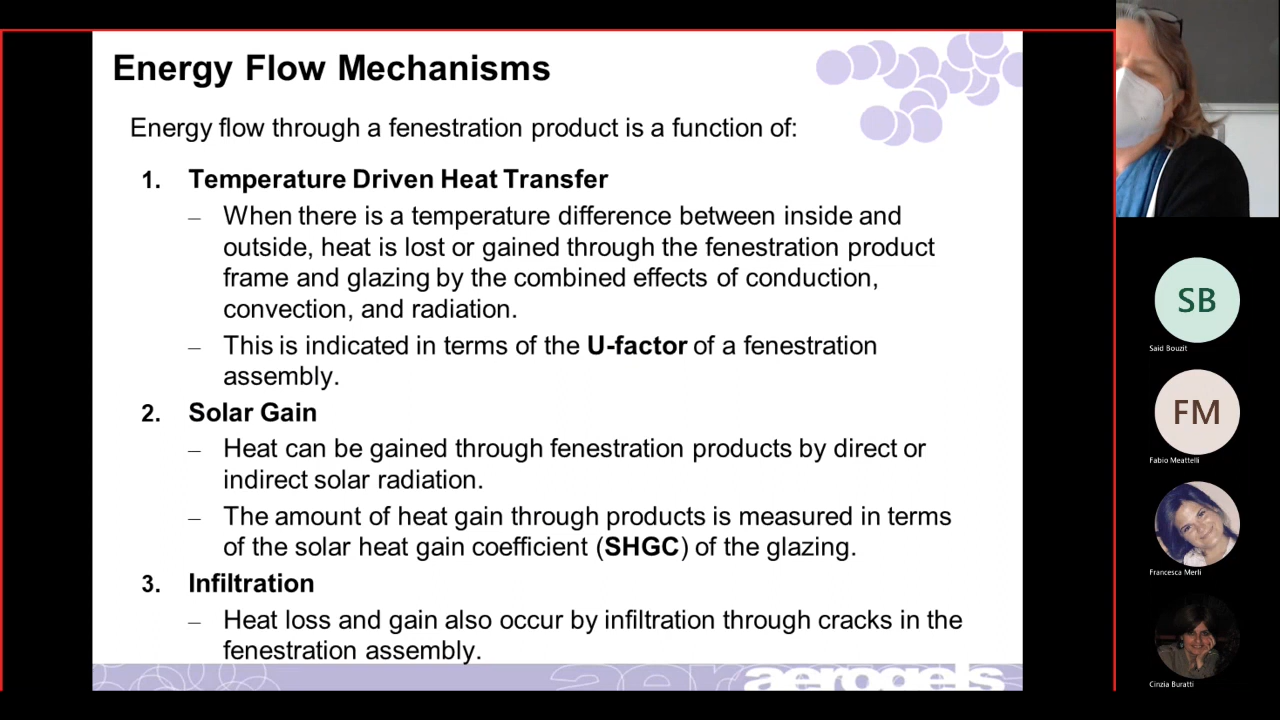 Energy Flow Mechanisms
Energy flow through a fenestration product is a function of:
1. Temperature Driven Heat Transfer
– When there is a temperature difference between inside and
outside, heat is lost or gained through the fenestration product
frame and glazing by the combined effects of conduction,
convection, and radiation.
– This is indicated in terms of the U-factor of a fenestration
assembly.
2. Solar Gain
– Heat can be gained through fenestration products by direct or
indirect solar radiation.
– The amount of heat gain through products is measured in terms
of the solar heat gain coefficient (SHGC) of the glazing.
3. Infiltration
– Heat loss and gain also occur by infiltration through cracks in the
fenestration assembly.
aerogels
SB
Said Bouzit
FM
Fabio Meattelli
Francesca Merli
Cinzia Buratti